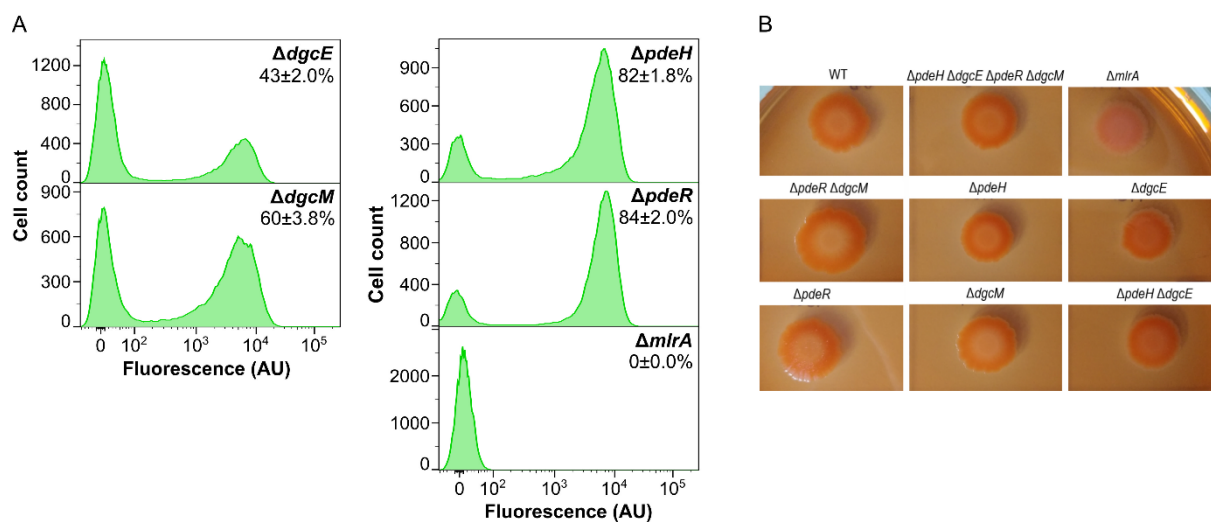 A
ΔdgcE
43±2.0%
1200
800
400
0
ΔdgcM
60±3.8%
900
600
300
0
Cell count
0 10² 10³ 10⁴ 10⁵
Fluorescence (AU)
ΔpdeH
82±1.8%
900
600
300
0
ΔpdeR
84±2.0%
1200
800
400
0
ΔmlrA
0±0.0%
2000
1000
0
Cell count
0 10² 10³ 10⁴ 10⁵
Fluorescence (AU)
B
WT
ΔpdeH ΔdgcE ΔpdeR ΔdgcM
ΔmlrA
ΔpdeR ΔdgcM
ΔpdeH
ΔdgcE
ΔpdeR
ΔdgcM
ΔpdeH ΔdgcE